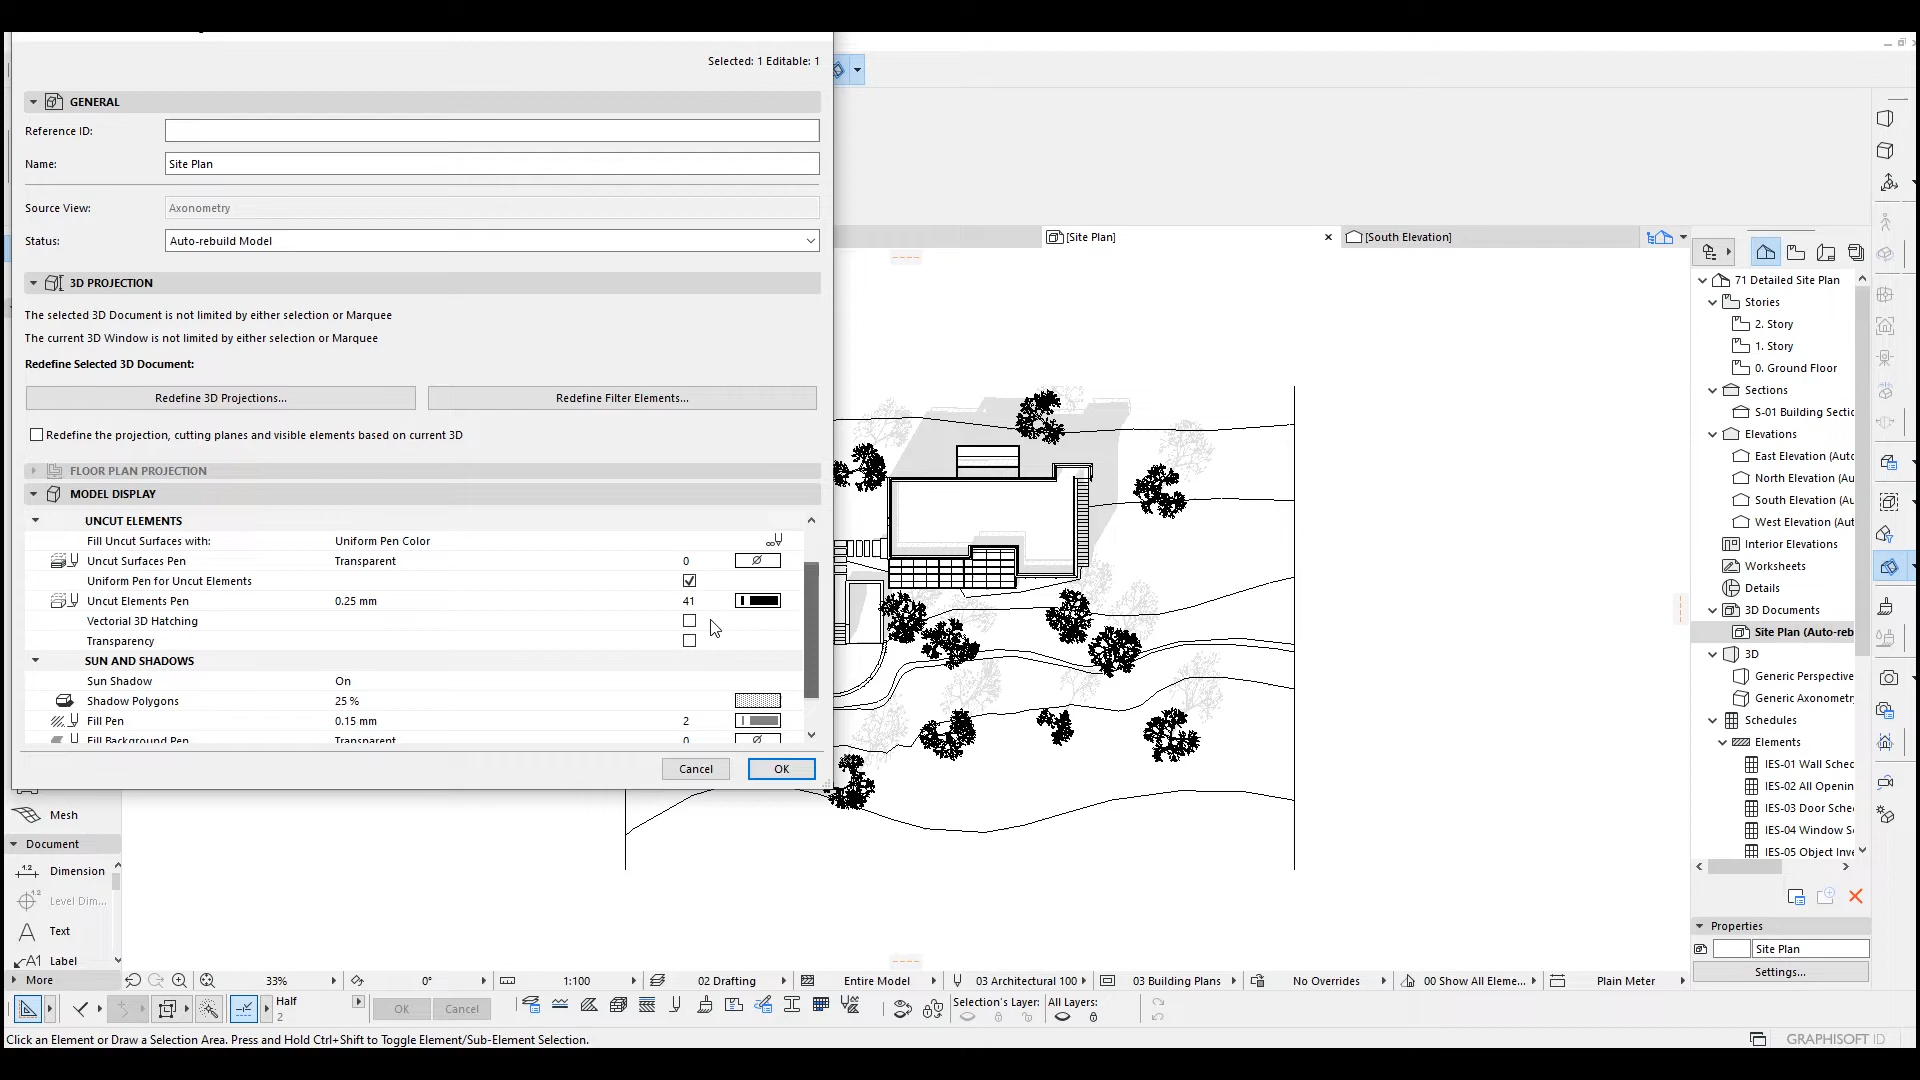 Selected: 1 Editable: 1
GENERAL
Reference ID:
Name:
Site Plan
Source View:
Axonometry
Status:
Auto-rebuild Model
3D PROJECTION
The selected 3D Document is not limited by either selection or Marquee
The current 3D Window is not limited by either selection or Marquee
Redefine Selected 3D Document:
Redefine 3D Projections...
Redefine Filter Elements...
Redefine the projection, cutting planes and visible elements based on current 3D
FLOOR PLAN PROJECTION
MODEL DISPLAY
UNCUT ELEMENTS
Fill Uncut Surfaces with:
Uniform Pen Color
Uncut Surfaces Pen
Transparent
0
Uniform Pen for Uncut Elements
Uncut Elements Pen
0.25 mm
41
Vectorial 3D Hatching
Transparency
SUN AND SHADOWS
Sun Shadow
On
Shadow Polygons
25 %
Fill Pen
0.15 mm
2
Fill Background Pen
Transparent
0
Cancel
OK
[Site Plan]
[South Elevation]
71 Detailed Site Plan
Stories
2. Story
1. Story
0. Ground Floor
Sections
S-01 Building Sectio
Elevations
East Elevation (Auto
North Elevation (Au
South Elevation (Au
West Elevation (Aut
Interior Elevations
Worksheets
Details
3D Documents
Site Plan (Auto-reb
3D
Generic Perspective
Generic Axonometr
Schedules
Elements
IES-01 Wall Sched
IES-02 All Openin
IES-03 Door Sche
IES-04 Window S
IES-05 Object Inve
Properties
Site Plan
Settings...
Mesh
Document
1.2
Dimension
1.2
Level Dim...
A
Text
A1
Label
More
33%
0°
1:100
02 Drafting
Entire Model
03 Architectural 100
03 Building Plans
No Overrides
00 Show All Eleme...
Plain Meter
Half
2
OK
Cancel
Selection's Layer:
All Layers:
Click an Element or Draw a Selection Area. Press and Hold Ctrl+Shift to Toggle Element/Sub-Element Selection.
GRAPHISOFT ID